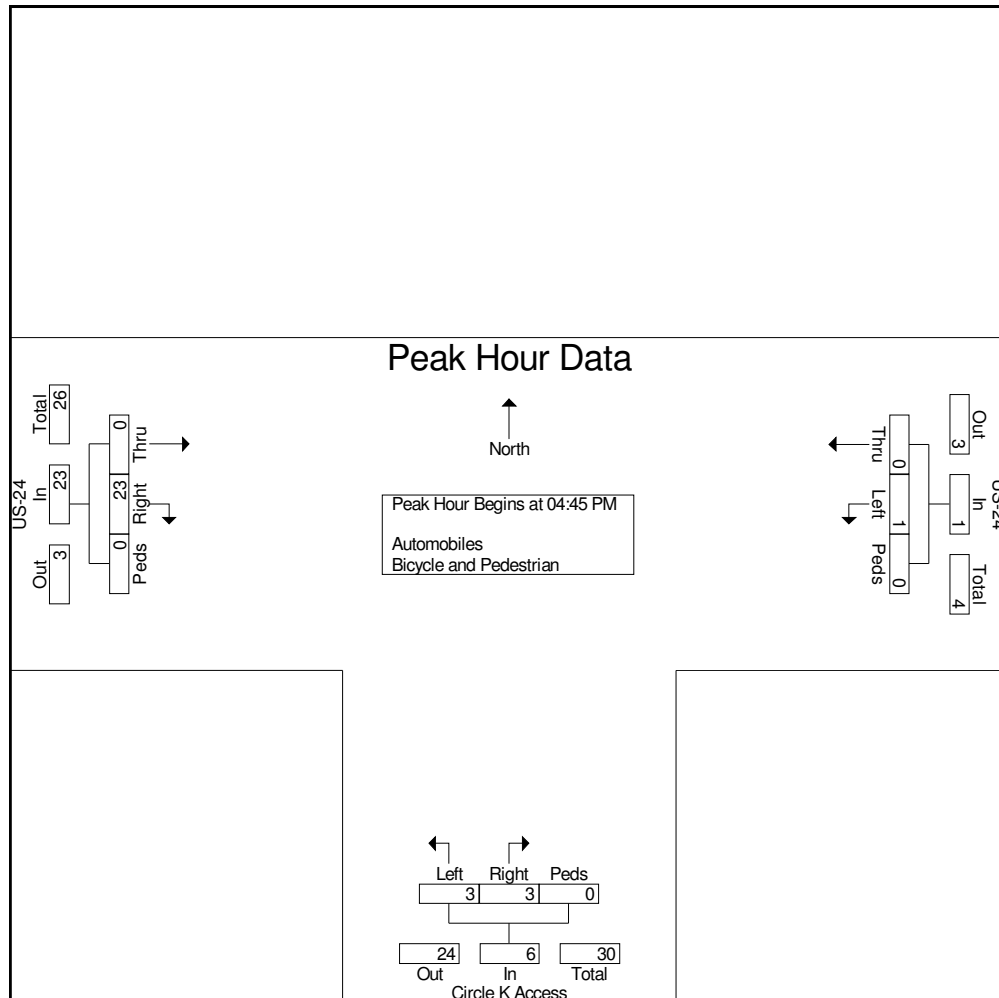 Peak Hour Data
North
Peak Hour Begins at 04:45 PM
Automobiles
Bicycle and Pedestrian
US-24
Total
26
In
23
Out
3
Thru
0
Right
23
Peds
0
US-24
Out
3
In
1
Total
4
Thru
0
Left
1
Peds
0
Left Right Peds
3 3 0
24 6 30
Out In Total
Circle K Access